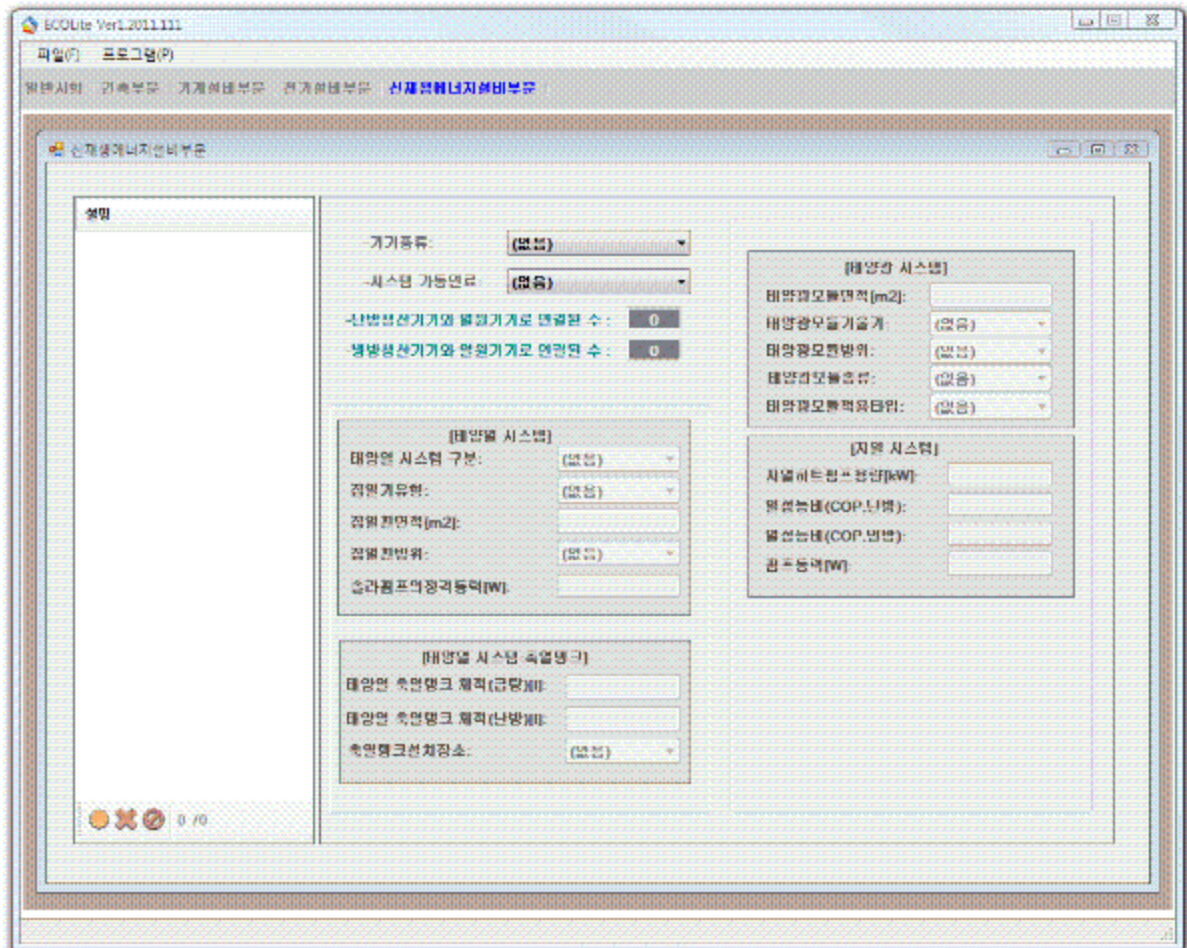 ECOLite Ver1.2011.111
파일(F) 프로그램(P)
일반사항 건축부문 기계설비부문 전기설비부문 신재생에너지설비부문
신재생에너지설비부문
설명
-기기종류: (없음)
-시스템 가동연료: (없음)
-난방생산기기와 열원기기로 연결된 수 : 0
-냉방생산기기와 열원기기로 연결된 수 : 0
[태양열 시스템]
태양열 시스템 구분: (없음)
집열기유형: (없음)
집열판면적[m2]:
집열판방위: (없음)
솔라펌프의정격동력[W]:
[태양열 시스템-축열탱크]
태양열 축열탱크 체적(급탕)[l]:
태양열 축열탱크 체적(난방)[l]:
축열탱크설치장소: (없음)
[태양광 시스템]
태양광모듈면적[m2]:
태양광모듈기울기: (없음)
태양광모듈방위: (없음)
태양광모듈종류: (없음)
태양광모듈적용타입: (없음)
[지열 시스템]
지열히트펌프용량[kW]:
열성능비(COP,난방):
열성능비(COP,냉방):
펌프동력[W]:
0 /0